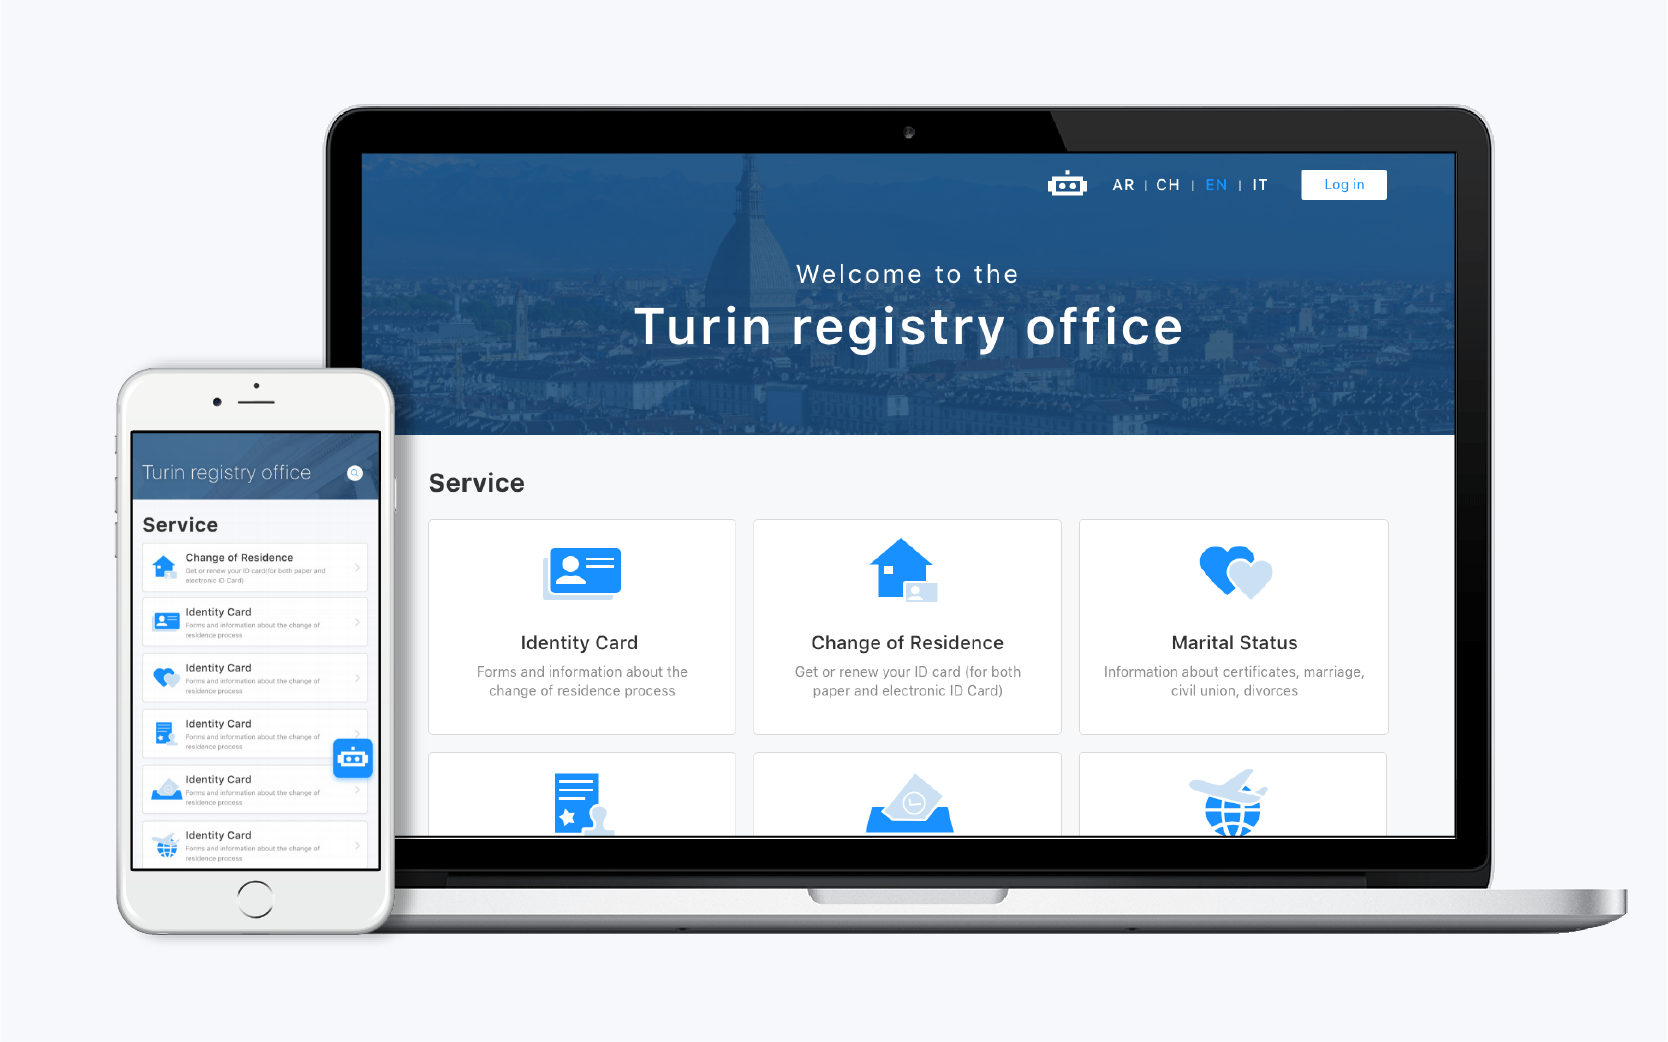 AR | CH | EN | IT
Log in
Welcome to the
Turin registry office
Service
Identity Card
Forms and information about the
change of residence process
Change of Residence
Get or renew your ID card (for both
paper and electronic ID Card)
Marital Status
Information about certificates, marriage,
civil union, divorces
Turin registry office
Service
Change of Residence
Get or renew your ID card(for both paper and
electronic ID Card)
Identity Card
Forms and information about the change of
residence process
Identity Card
Forms and information about the change of
residence process
Identity Card
Forms and information about the change of
residence process
Identity Card
Forms and information about the change of
residence process
Identity Card
Forms and information about the change of
residence process